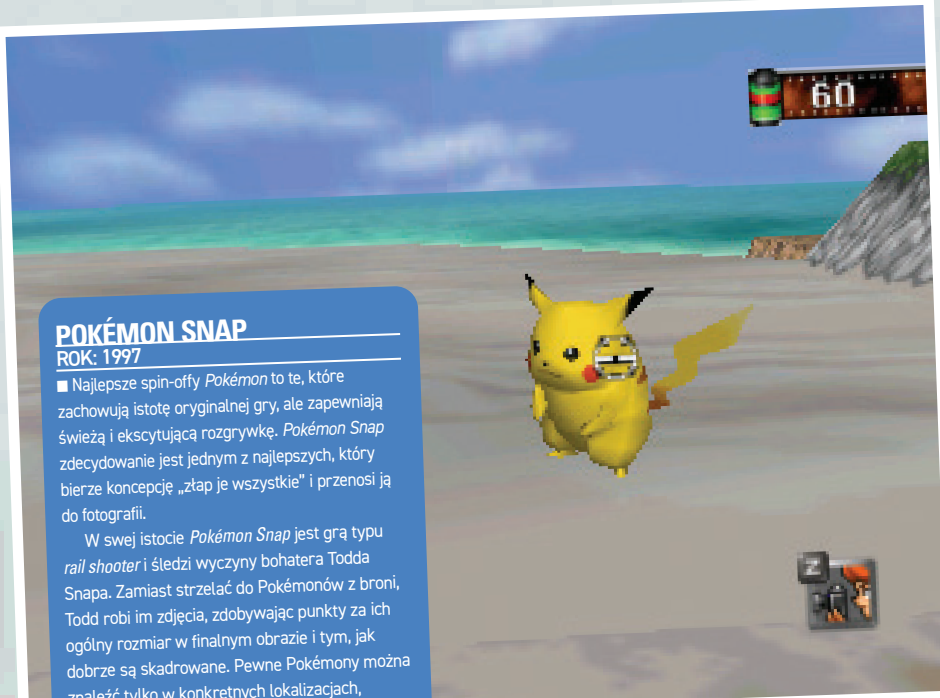 60
POKÉMON SNAP
ROK: 1997
■ Najlepsze spin-offy Pokémon to te, które
zachowują istotę oryginalnej gry, ale zapewniają
świeżą i ekscytującą rozgrywkę. Pokémon Snap
zdecydowanie jest jednym z najlepszych, który
bierze koncepcję „złap je wszystkie” i przenosi ją
do fotografii.
W swej istocie Pokémon Snap jest grą typu
rail shooter i śledzi wyczyny bohatera Todda
Snapa. Zamiast strzelać do Pokémonów z broni,
Todd robi im zdjęcia, zdobywając punkty za ich
ogólny rozmiar w finalnym obrazie i tym, jak
dobrze są skadrowane. Pewne Pokémony można
znaleźć tylko w konkretnych lokalizacjach,
Z